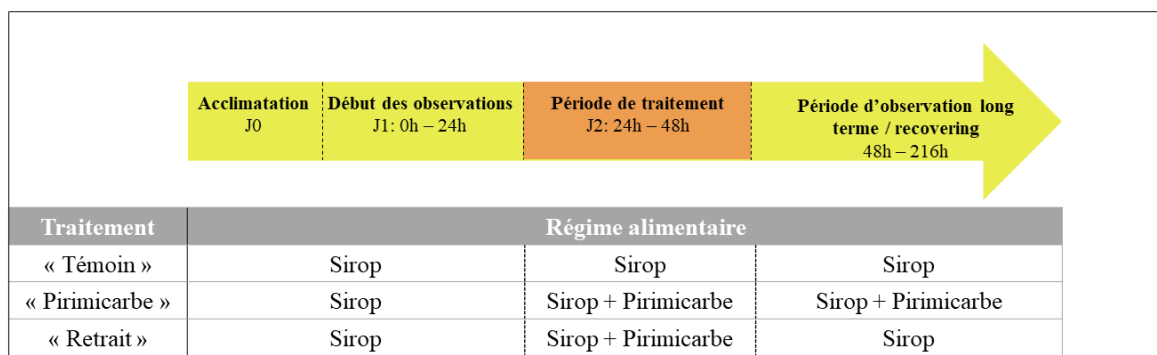 Acclimatation
J0
Début des observations
J1: 0h – 24h
Période de traitement
J2: 24h – 48h
Période d’observation long
terme / recovering
48h – 216h
Traitement Régime alimentaire
« Témoin » Sirop Sirop Sirop
« Pirimicarbe » Sirop Sirop + Pirimicarbe Sirop + Pirimicarbe
« Retrait » Sirop Sirop + Pirimicarbe Sirop